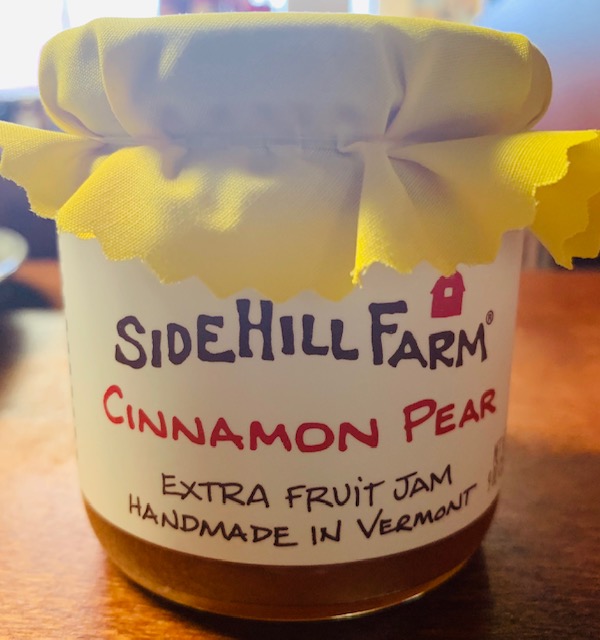 SIDEHILL FARM®
CINNAMON PEAR
EXTRA FRUIT JAM
HANDMADE IN VERMONT